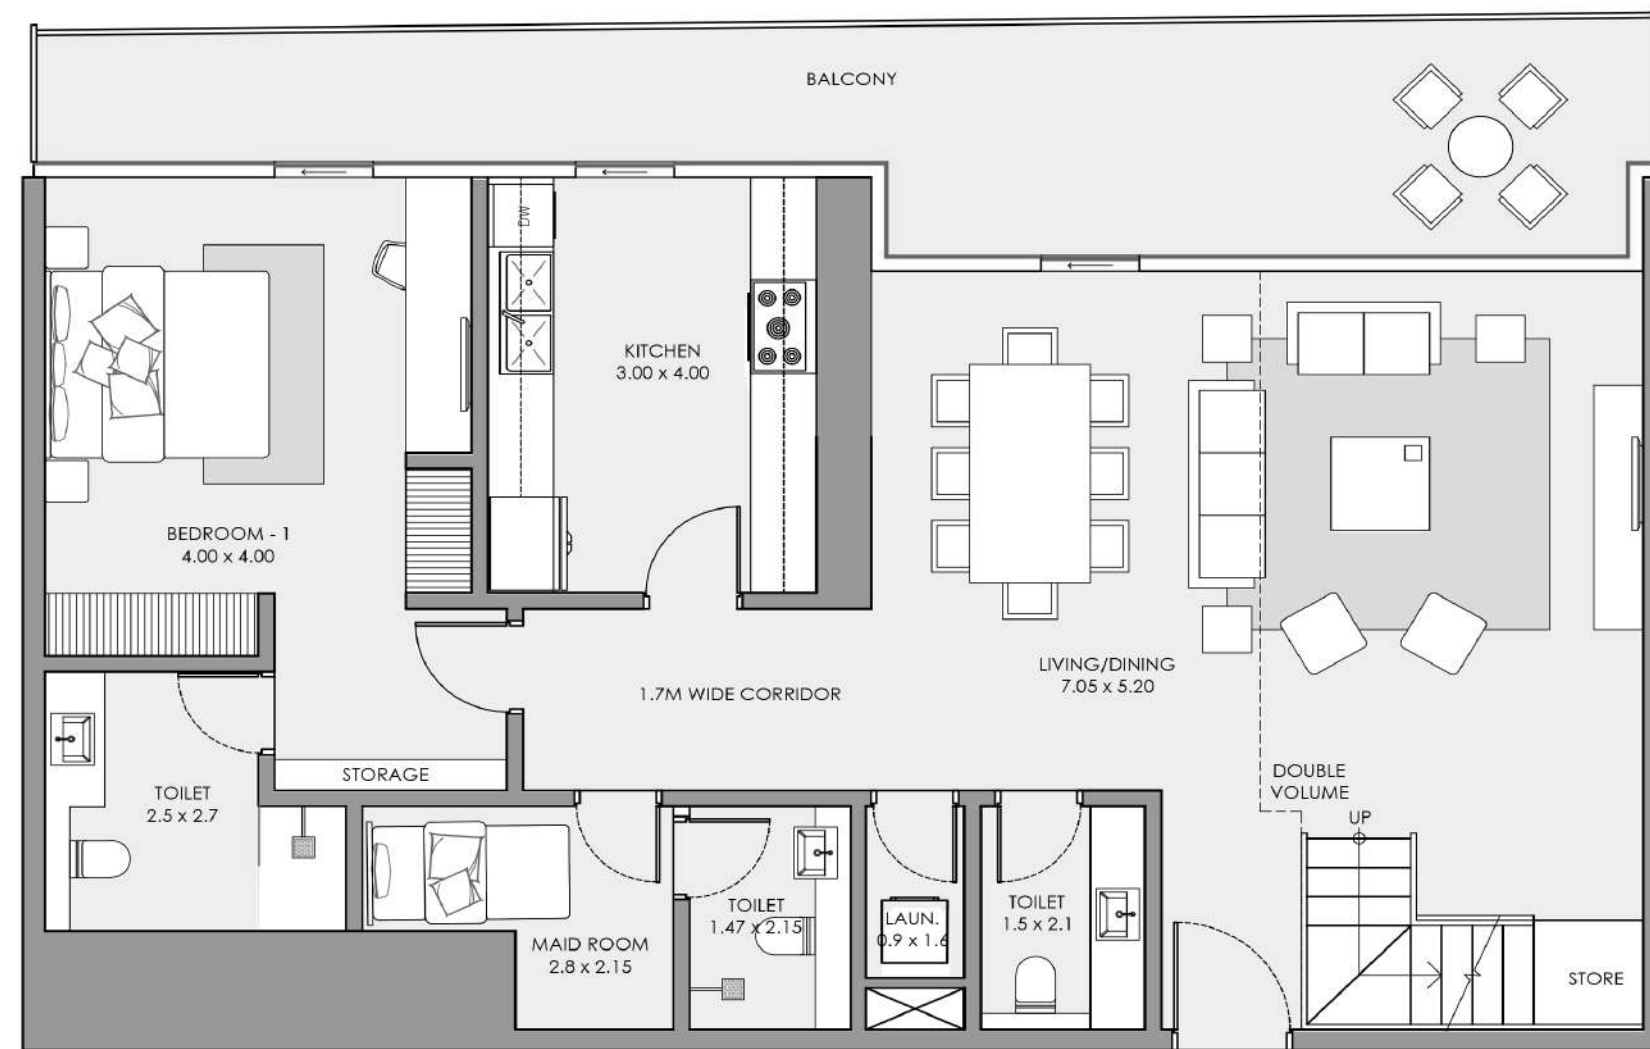 BALCONY
DW
KITCHEN
3.00 x 4.00
BEDROOM - 1
4.00 x 4.00
LIVING/DINING
7.05 x 5.20
1.7M WIDE CORRIDOR
STORAGE
DOUBLE
VOLUME
UP
TOILET
2.5 x 2.7
TOILET
1.47 x 2.15
LAUN.
0.9 x 1.6
TOILET
1.5 x 2.1
MAID ROOM
2.8 x 2.15
STORE